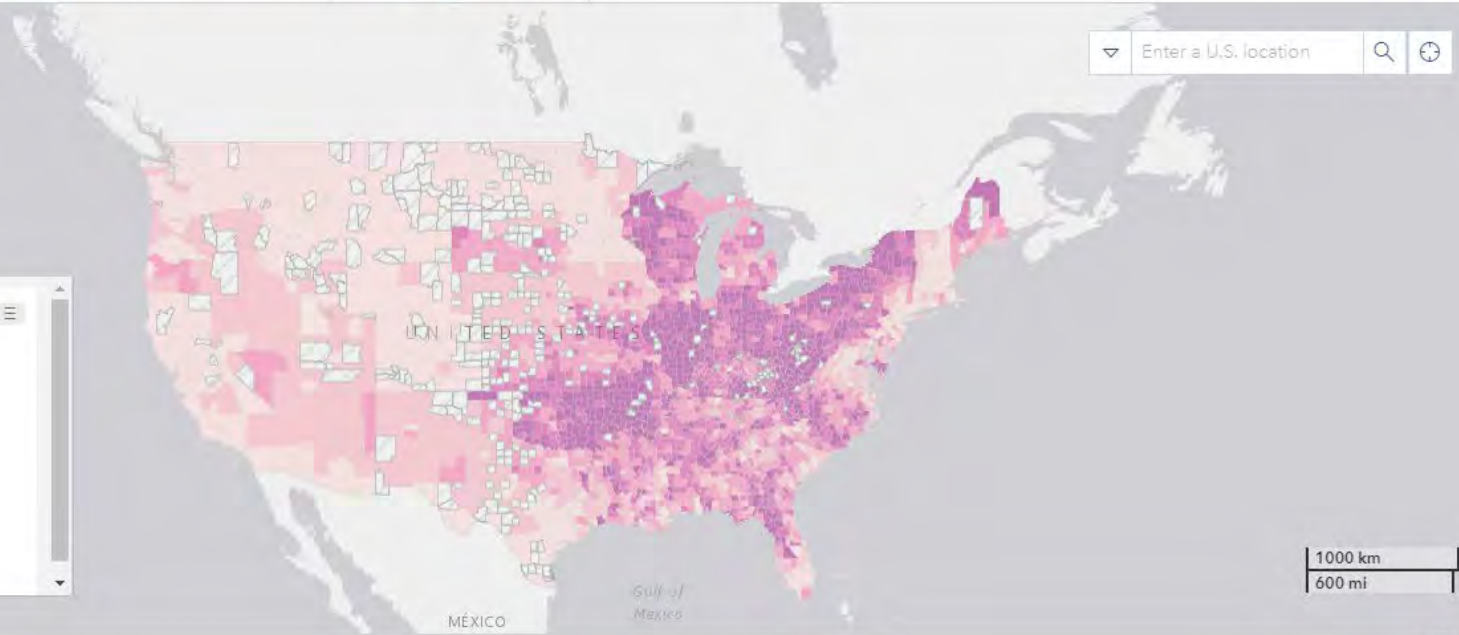 Enter a U.S. location
UNITED STATES
1000 km
600 mi
Gulf of
Mexico
MÉXICO